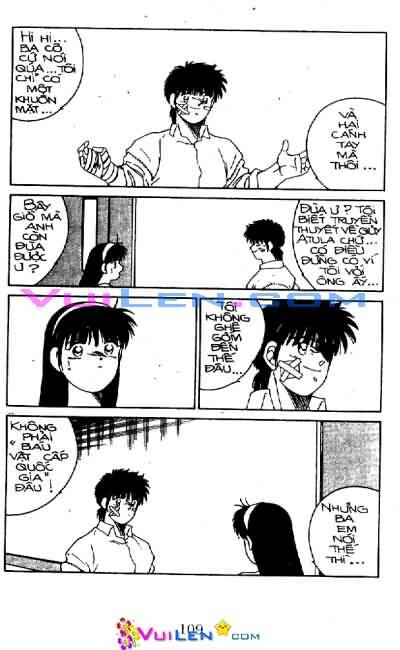 HI HI...
BA CÔ
CỨ NƠI
QÚA... TÔI
CHỈ CÓ
MỘT
KHUÔN
MẶT...
VÀ
HAI
CÁNH
TAY
MÀ
THÔI...
BÂY
GIỜ MÀ
ANH
CÒN
ĐÙA
ĐƯỢC
Ư?
ĐÙA Ư? TÔI
BIẾT TRUYỀN
THUYẾT VỀ QỦY
ATULA CHỨ...
CÓ ĐIỀU
ĐỪNG CÓ VÍ
TÔI VỚI
ÔNG ẤY...
VUILEN.COM
TÔI
KHÔNG
GHÊ
GỚM
ĐẾN
THẾ
ĐÂU...
KHÔNG
PHẢI
"BÁU
VẬT CẤP
QUỐC
GIA"
ĐÂU!
NHƯNG
BA
EM
NÓI
THẾ
THÌ...
109
VUILEN.COM